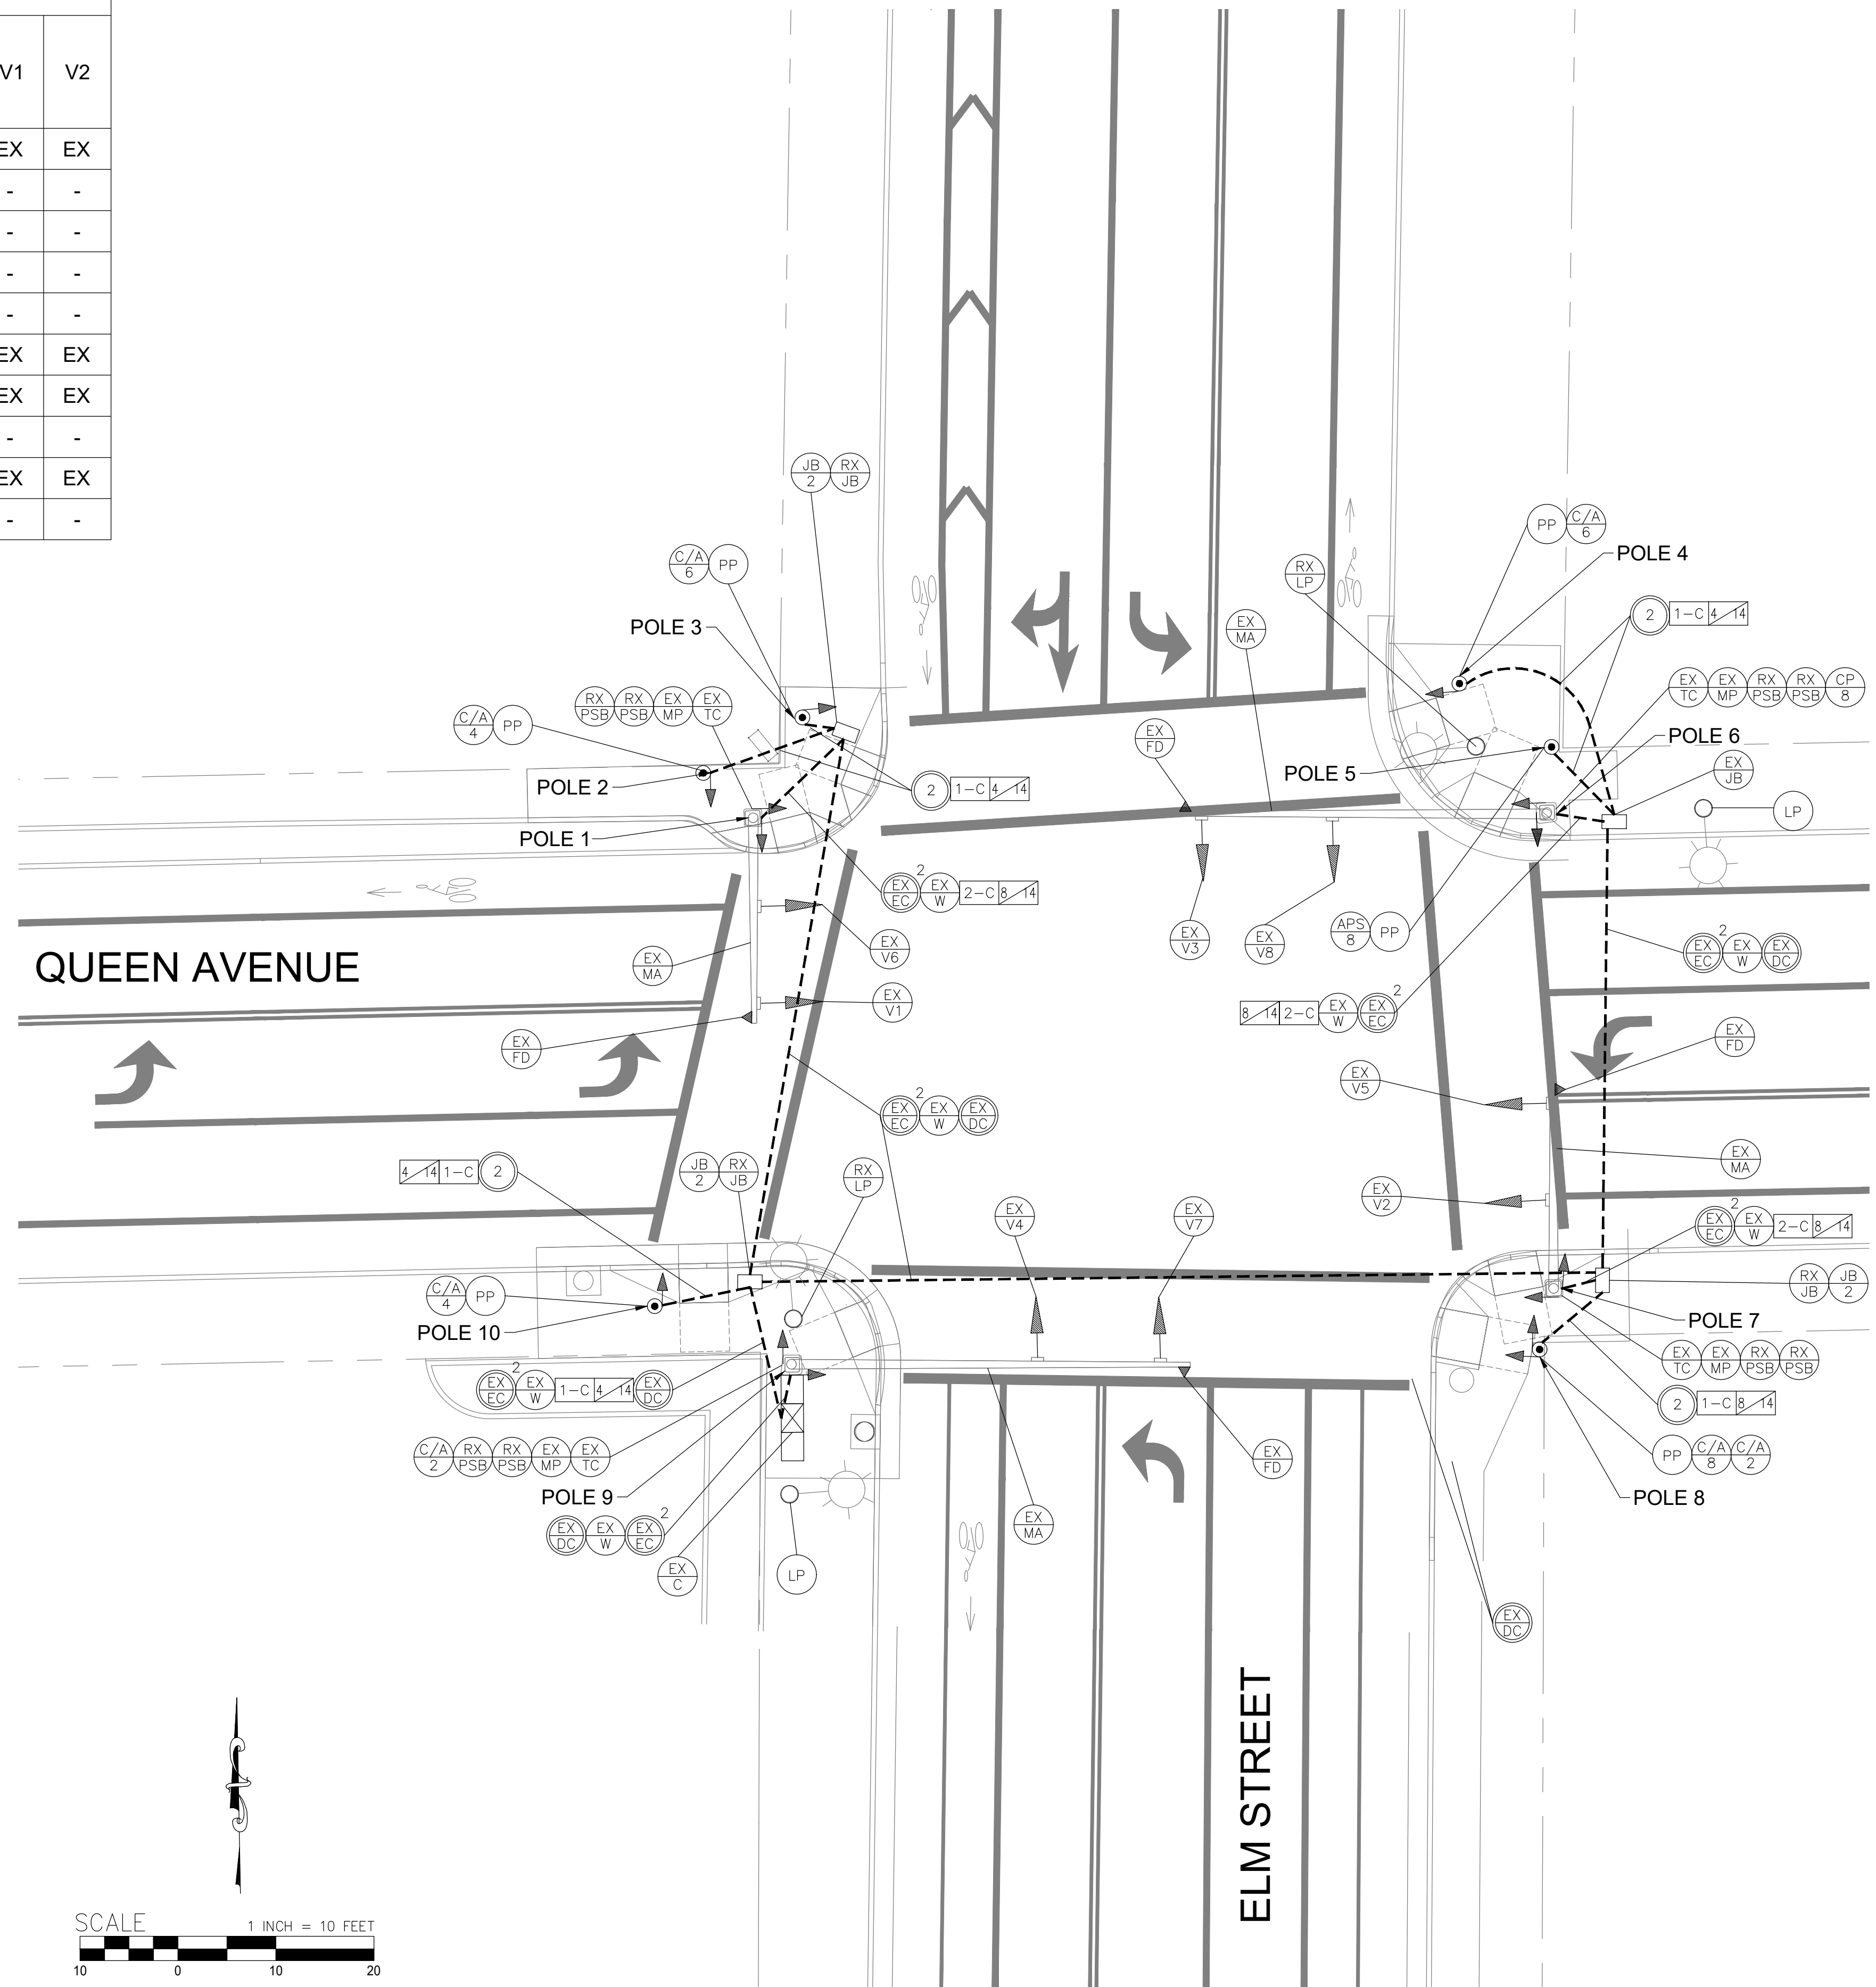 V1 V2
EX EX
- -
- -
- -
- -
EX EX
EX EX
- -
EX EX
- -
JB
2
RX
JB
C/A
6
PP
POLE 3
RX
PSB
RX
PSB
EX
MP
EX
TC
C/A
4
PP
POLE 2
POLE 1
2 1-C 4 14
2
EX
EC
EX
W
2-C 8 14
PP
C/A
6
POLE 4
RX
LP
EX
MA
2 1-C 4 14
EX
TC
EX
MP
RX
PSB
RX
PSB
CP
8
EX
FD
POLE 6
POLE 5
EX
JB
LP
EX
V3
EX
V8
APS
8
PP
2
EX
EC
EX
W
EX
DC
8 14 2-C
EX
W
EX
EC
2
QUEEN AVENUE
EX
MA
EX
V6
EX
V1
EX
FD
EX
FD
EX
V5
2
EX
EC
EX
W
EX
DC
EX
MA
4 14 1-C 2
JB
2
RX
JB
RX
LP
EX
V4
EX
V7
EX
V2
2
EX
EC
EX
W
2-C 8 14
RX
JB
JB
2
C/A
4
PP
POLE 10
POLE 7
EX
TC
EX
MP
RX
PSB
RX
PSB
2
EX
EC
EX
W
1-C 4 14
EX
DC
2 1-C 8 14
C/A
2
RX
PSB
RX
PSB
EX
MP
EX
TC
PP
C/A
8
C/A
2
EX
FD
POLE 9
POLE 8
EX
DC
EX
W
EX
EC
2
EX
MA
EX
C
LP
EX
DC
ELM STREET
SCALE 1 INCH = 10 FEET
10 0 10 20